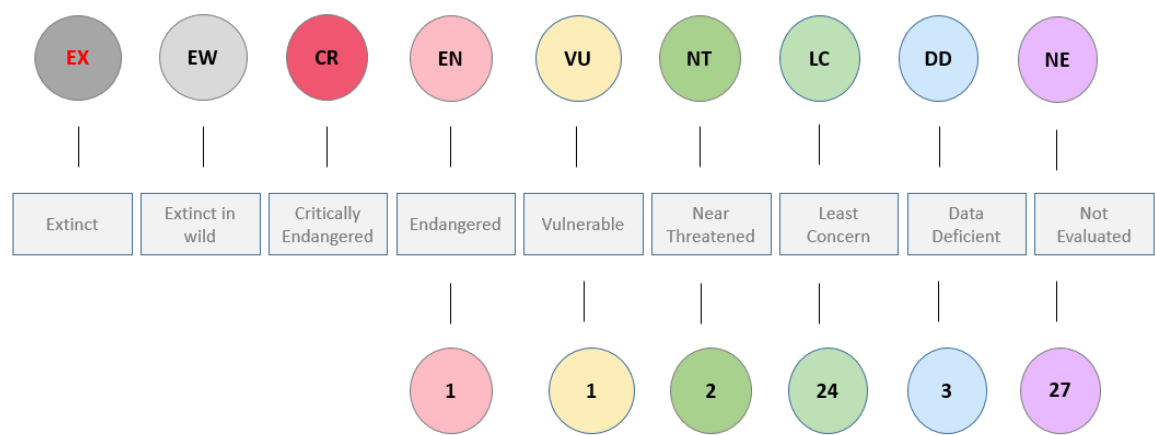 EX EW CR EN VU NT LC DD NE
Extinct
Extinct in
wild
Critically
Endangered
Endangered
Vulnerable
Near
Threatened
Least
Concern
Data
Deficient
Not
Evaluated
1 1 2 24 3 27